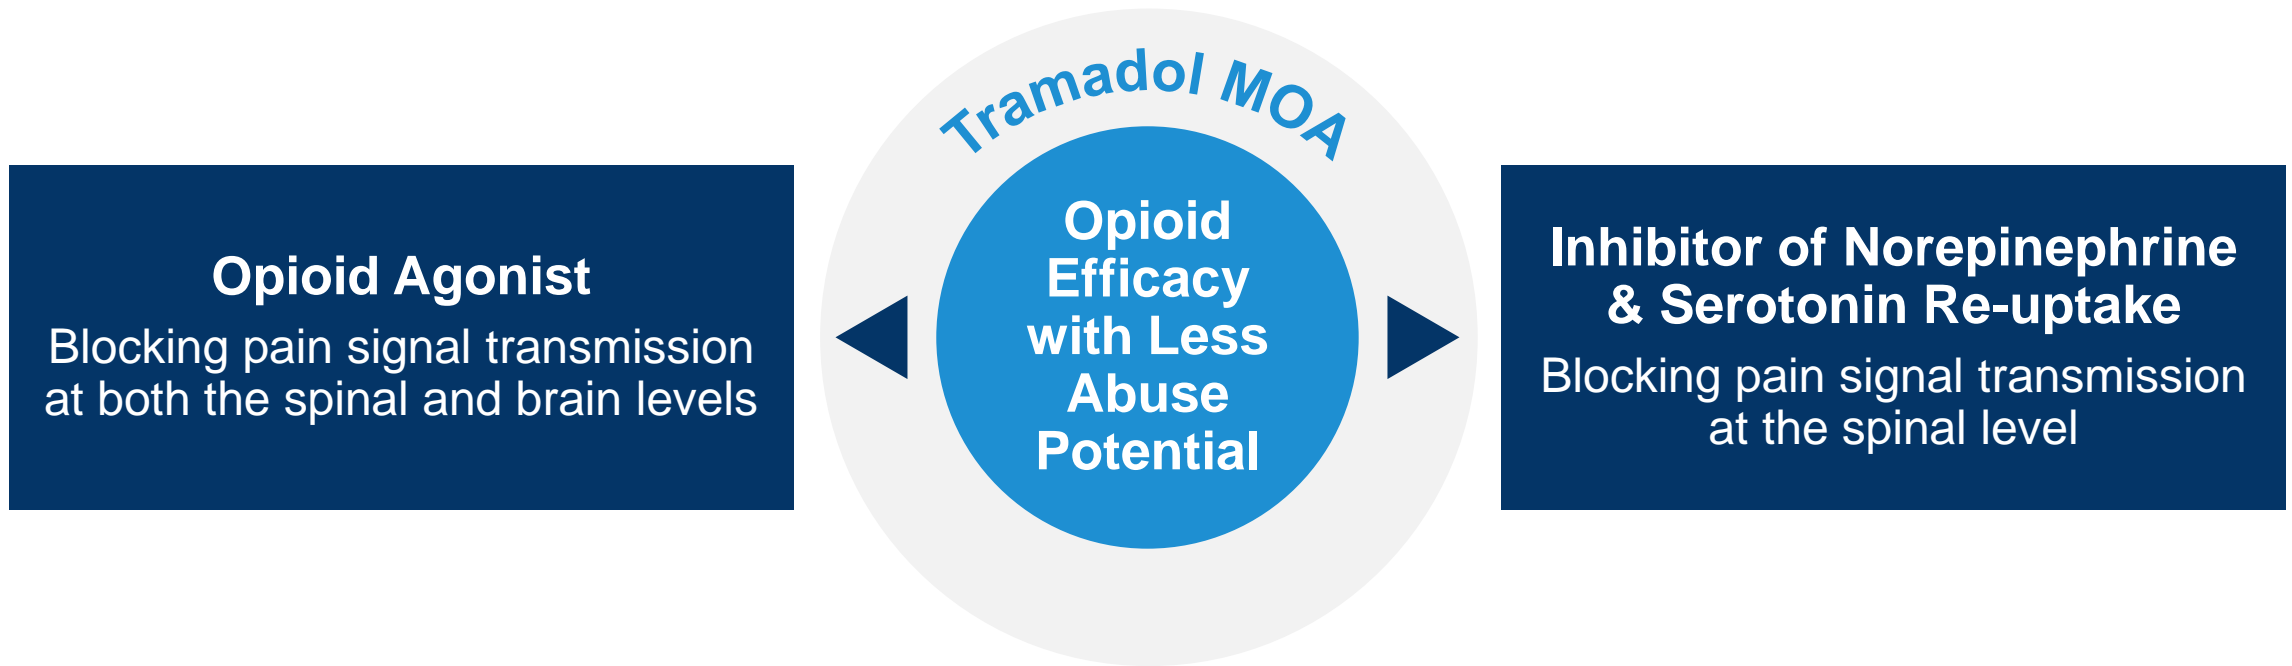 Tramadol MOA
Opioid Agonist
Blocking pain signal transmission
at both the spinal and brain levels
Opioid
Efficacy
with Less
Abuse
Potential
Inhibitor of Norepinephrine
& Serotonin Re-uptake
Blocking pain signal transmission
at the spinal level